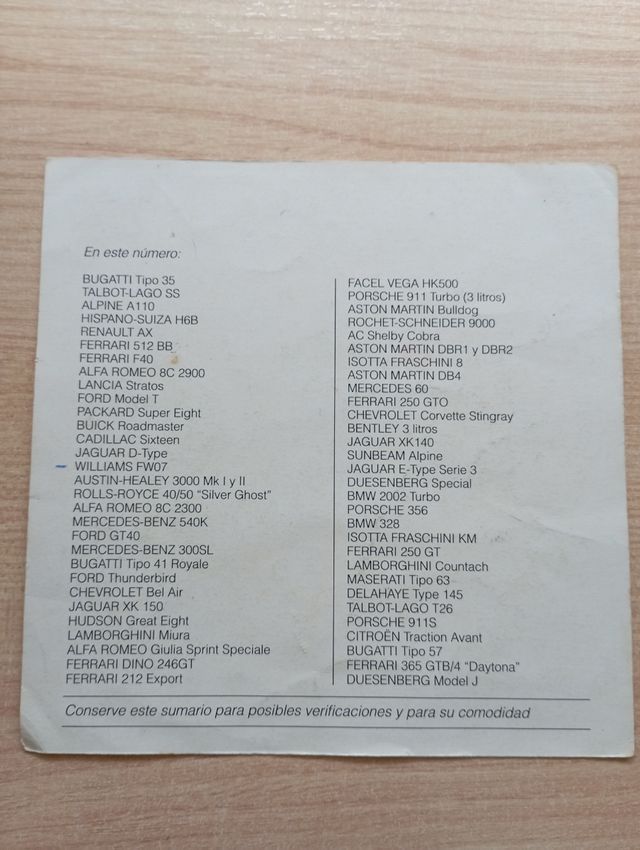 En este número:
BUGATTI Tipo 35
TALBOT-LAGO SS
ALPINE A110
HISPANO-SUIZA H6B
RENAULT AX
FERRARI 512 BB
FERRARI F40
ALFA ROMEO 8C 2900
LANCIA Stratos
FORD Model T
PACKARD Super Eight
BUICK Roadmaster
CADILLAC Sixteen
JAGUAR D-Type
WILLIAMS FW07
AUSTIN-HEALEY 3000 Mk I y II
ROLLS-ROYCE 40/50 “Silver Ghost”
ALFA ROMEO 8C 2300
MERCEDES-BENZ 540K
FORD GT40
MERCEDES-BENZ 300SL
BUGATTI Tipo 41 Royale
FORD Thunderbird
CHEVROLET Bel Air
JAGUAR XK 150
HUDSON Great Eight
LAMBORGHINI Miura
ALFA ROMEO Giulia Sprint Speciale
FERRARI DINO 246GT
FERRARI 212 Export
FACEL VEGA HK500
PORSCHE 911 Turbo (3 litros)
ASTON MARTIN Bulldog
ROCHET-SCHNEIDER 9000
AC Shelby Cobra
ASTON MARTIN DBR1 y DBR2
ISOTTA FRASCHINI 8
ASTON MARTIN DB4
MERCEDES 60
FERRARI 250 GTO
CHEVROLET Corvette Stingray
BENTLEY 3 litros
JAGUAR XK140
SUNBEAM Alpine
JAGUAR E-Type Serie 3
DUESENBERG Special
BMW 2002 Turbo
PORSCHE 356
BMW 328
ISOTTA FRASCHINI KM
FERRARI 250 GT
LAMBORGHINI Countach
MASERATI Tipo 63
DELAHAYE Type 145
TALBOT-LAGO T26
PORSCHE 911S
CITROËN Traction Avant
BUGATTI Tipo 57
FERRARI 365 GTB/4 “Daytona”
DUESENBERG Model J
Conserve este sumario para posibles verificaciones y para su comodidad